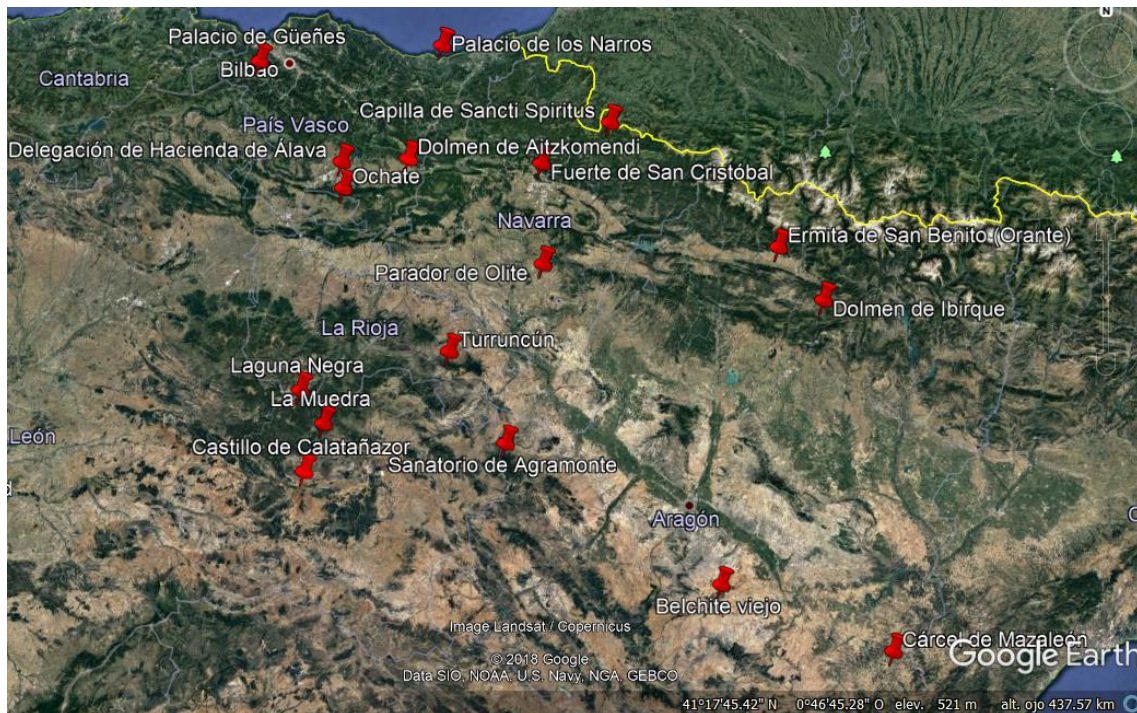 N
Palacio de Güeñes
Palacio de los Narros
Bilbao
Cantabria
Capilla de Sancti Spiritus
País Vasco
Delegación de Hacienda de Álava
Dolmen de Aitzkomendi
Ochate
Fuerte de San Cristóbal
Navarra
Ermita de San Benito (Orante)
Parador de Olite
Dolmen de Ibirque
La Rioja
Turruncún
Laguna Negra
La Muedra
León
Castillo de Calatañazor
Sanatorio de Agramonte
d
Aragón
C
Belchite viejo
Image Landsat / Copernicus
Cárcel de Mazaleón
Google Earth
© 2018 Google
Data SIO, NOAA, U.S. Navy, NGA, GEBCO
41°17'45.42" N 0°46'45.28" O elev. 521 m alt. ojo 437.57 km